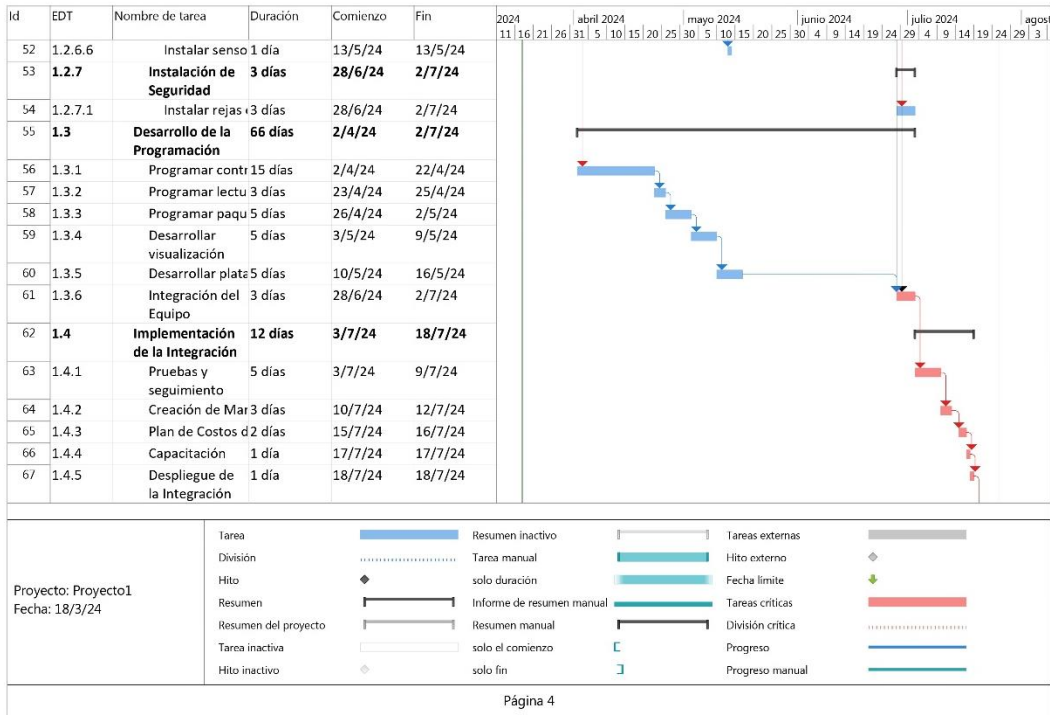 Id EDT Nombre de tarea Duración Comienzo Fin
2024 abril 2024 mayo 2024 junio 2024 julio 2024 agos
11 16 21 26 31 5 10 15 20 25 30 5 10 15 20 25 30 4 9 14 19 24 29 4 9 14 19 24 29 3
52 1.2.6.6 Instalar senso 1 día 13/5/24 13/5/24
53 1.2.7 Instalación de 3 días 28/6/24 2/7/24
Seguridad
54 1.2.7.1 Instalar rejas 3 días 28/6/24 2/7/24
55 1.3 Desarrollo de la 66 días 2/4/24 2/7/24
Programación
56 1.3.1 Programar contr 15 días 2/4/24 22/4/24
57 1.3.2 Programar lectu 3 días 23/4/24 25/4/24
58 1.3.3 Programar paqu 5 días 26/4/24 2/5/24
59 1.3.4 Desarrollar 5 días 3/5/24 9/5/24
visualización
60 1.3.5 Desarrollar plata 5 días 10/5/24 16/5/24
61 1.3.6 Integración del 3 días 28/6/24 2/7/24
Equipo
62 1.4 Implementación 12 días 3/7/24 18/7/24
de la Integración
63 1.4.1 Pruebas y 5 días 3/7/24 9/7/24
seguimiento
64 1.4.2 Creación de Mar 3 días 10/7/24 12/7/24
65 1.4.3 Plan de Costos d 2 días 15/7/24 16/7/24
66 1.4.4 Capacitación 1 día 17/7/24 17/7/24
67 1.4.5 Despliegue de 1 día 18/7/24 18/7/24
la Integración
Proyecto: Proyecto1
Fecha: 18/3/24
Tarea Resumen inactivo Tareas externas
División Tarea manual Hito externo
Hito solo duración Fecha límite
Resumen Informe de resumen manual Tareas críticas
Resumen del proyecto Resumen manual División crítica
Tarea inactiva solo el comienzo Progreso
Hito inactivo solo fin Progreso manual
Página 4